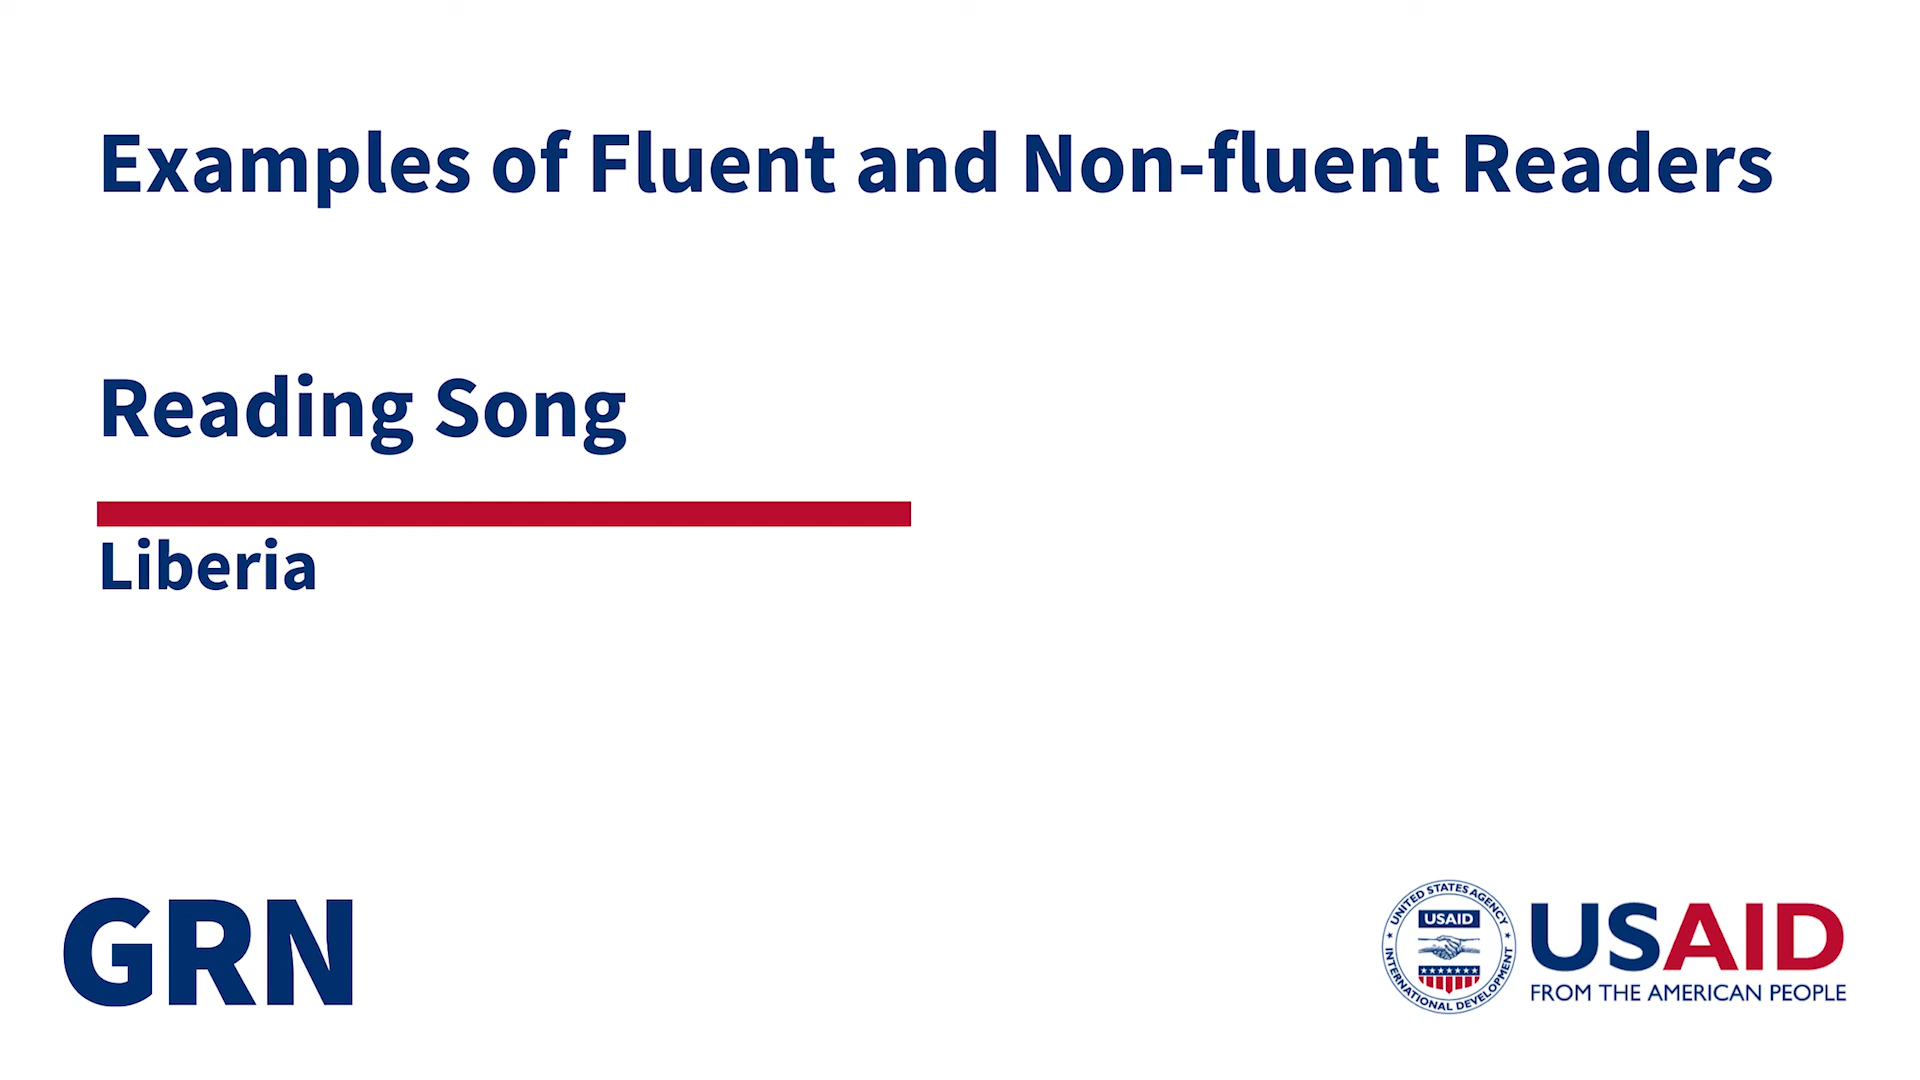 Examples of Fluent and Non-fluent Readers
Reading Song
Liberia
GRN
UNITED STATES AGENCY
USAID
INTERNATIONAL DEVELOPMENT
USAID
FROM THE AMERICAN PEOPLE